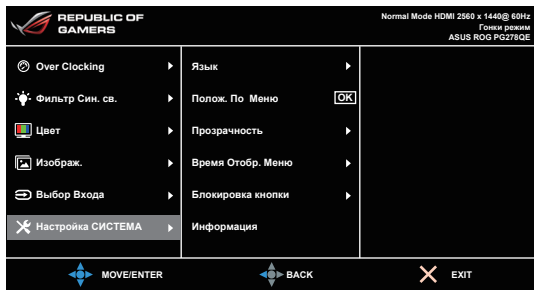 REPUBLIC OF
GAMERS
Normal Mode HDMI 2560 x 1440@ 60Hz
Гонки режим
ASUS ROG PG278QE
Over Clocking
Фильтр Син. св.
Цвет
Изображ.
Выбор Входа
Настройка СИСТЕМА
Язык
Полож. По Меню OK
Прозрачность
Время Отобр. Меню
Блокировка кнопки
Информация
MOVE/ENTER BACK EXIT